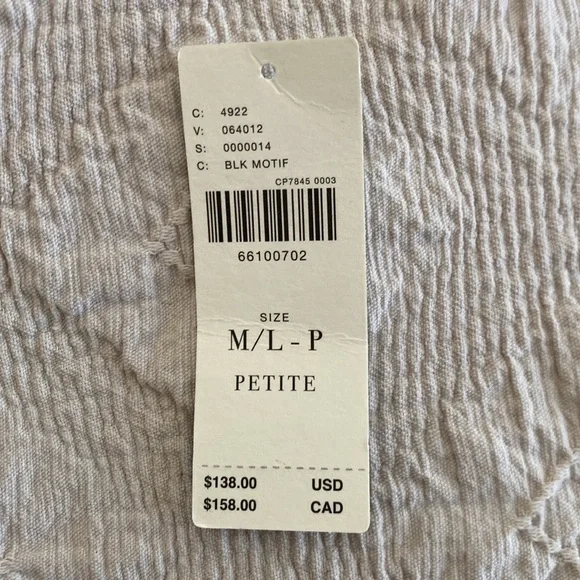 C: 4922
V: 064012
S: 0000014
C: BLK MOTIF
CP7845 0003
66100702
SIZE
M/L - P
PETITE
$138.00 USD
$158.00 CAD